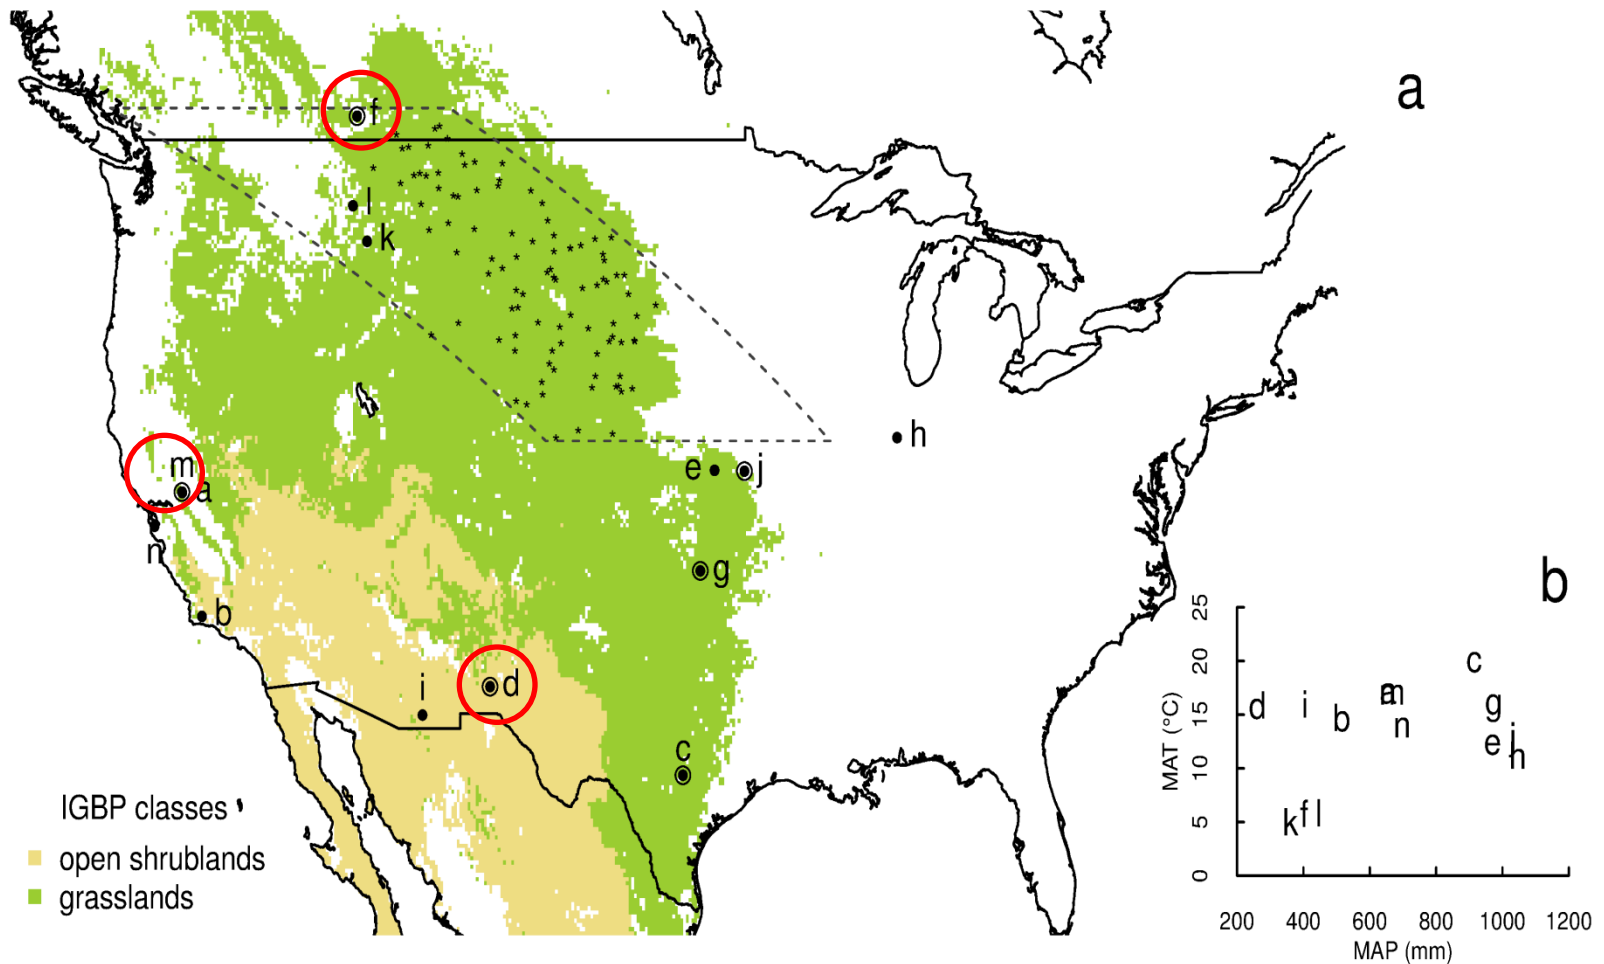 a
f
l
k
h
e
j
m
a
n
g
b
b
i
d
c
IGBP classes
open shrublands
grasslands
25
20
15
10
5
0
MAT (°C)
c
d
i
b
a
m
n
g
e
j
h
k
f
l
200 400 600 800 1000 1200
MAP (mm)